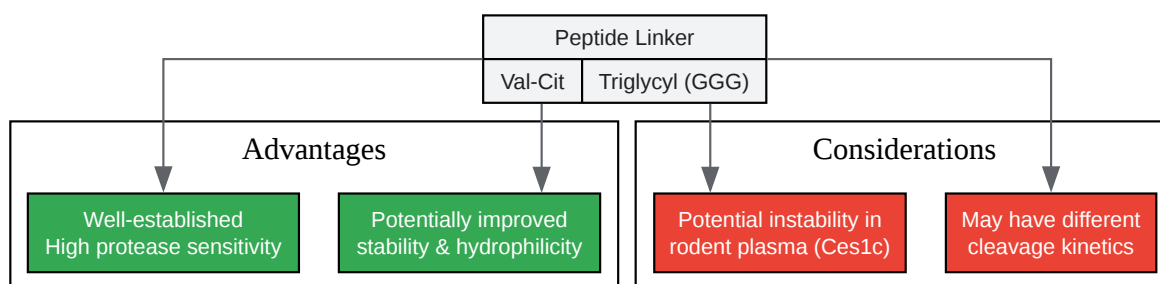 Peptide Linker
Val-Cit
Triglycyl (GGG)
Advantages
Well-established
High protease sensitivity
Potentially improved
stability & hydrophilicity
Considerations
Potential instability in
rodent plasma (Ces1c)
May have different
cleavage kinetics